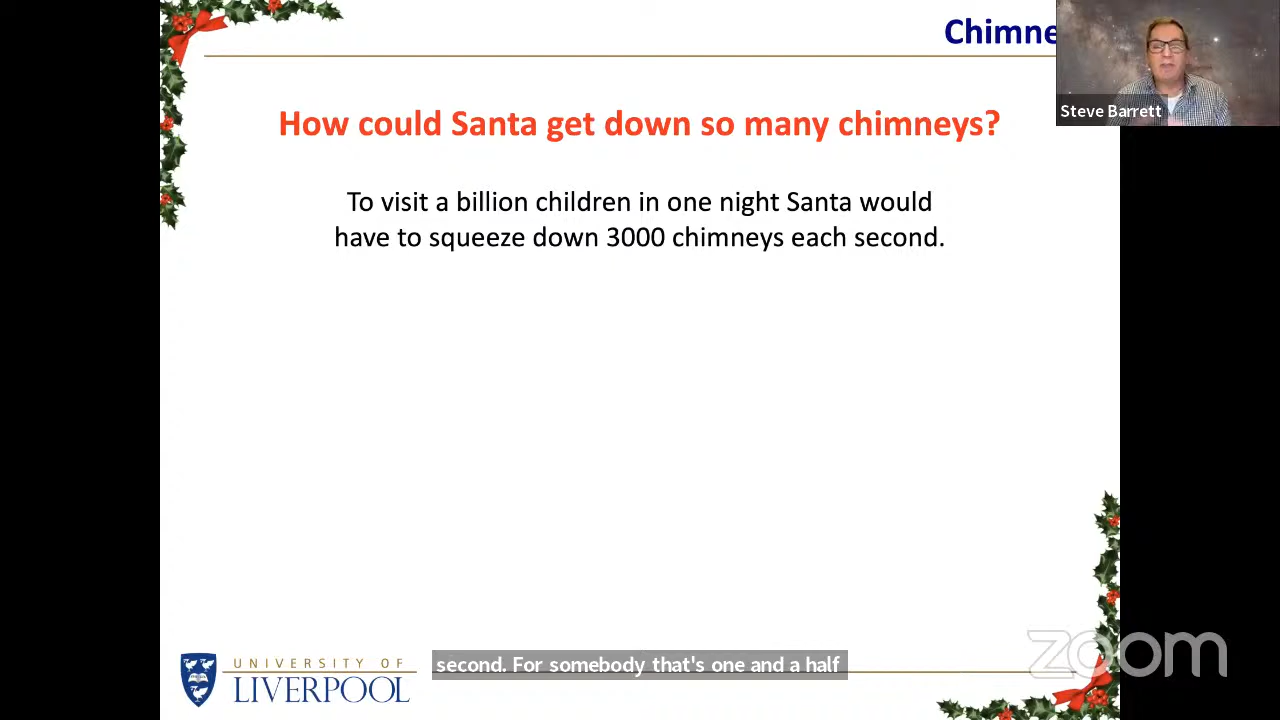 Chimne
Steve Barrett
How could Santa get down so many chimneys?
To visit a billion children in one night Santa would
have to squeeze down 3000 chimneys each second.
UNIVERSITY OF
LIVERPOOL
second. For somebody that's one and a half
zoom